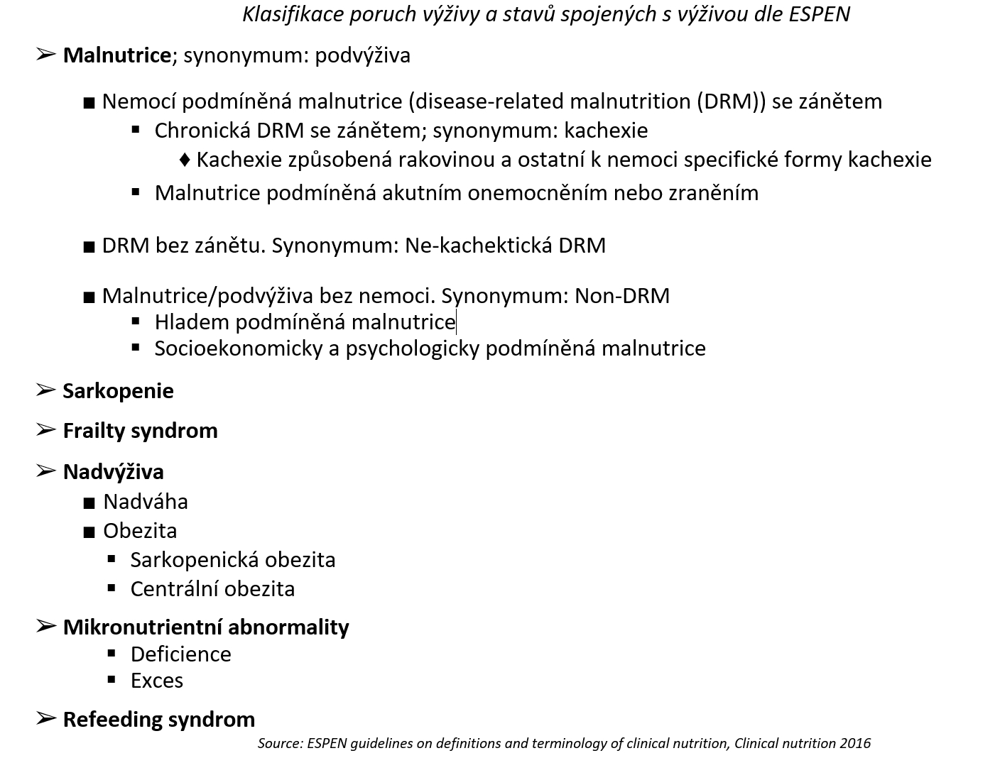 Klasifikace poruch výživy a stavů spojených s výživou dle ESPEN
➢ Malnutrice; synonymum: podvýživa
■ Nemocí podmíněná malnutrice (disease-related malnutrition (DRM)) se zánětem
▪ Chronická DRM se zánětem; synonymum: kachexie
♦ Kachexie způsobená rakovinou a ostatní k nemoci specifické formy kachexie
▪ Malnutrice podmíněná akutním onemocněním nebo zraněním
■ DRM bez zánětu. Synonymum: Ne-kachektická DRM
■ Malnutrice/podvýživa bez nemoci. Synonymum: Non-DRM
▪ Hladem podmíněná malnutrice
▪ Socioekonomicky a psychologicky podmíněná malnutrice
➢ Sarkopenie
➢ Frailty syndrom
➢ Nadvýživa
■ Nadváha
■ Obezita
▪ Sarkopenická obezita
▪ Centrální obezita
➢ Mikronutrientní abnormality
▪ Deficience
▪ Exces
➢ Refeeding syndrom
Source: ESPEN guidelines on definitions and terminology of clinical nutrition, Clinical nutrition 2016